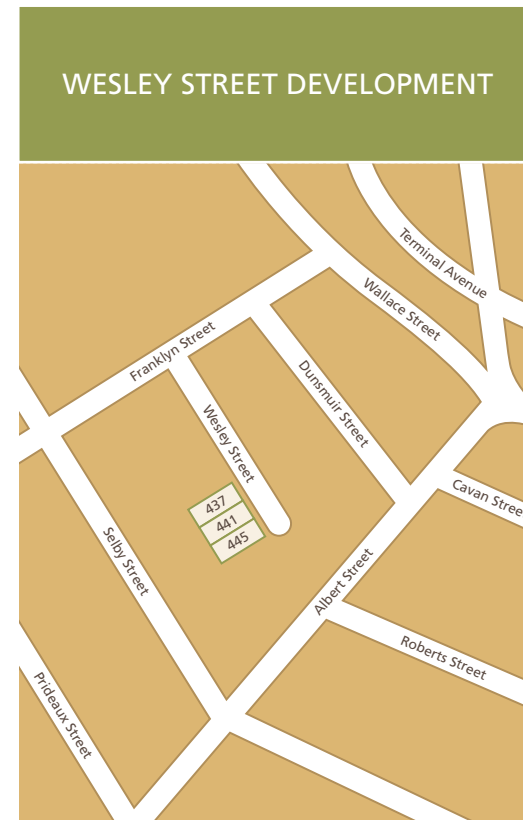 WESLEY STREET DEVELOPMENT
Terminal Avenue
Wallace Street
Franklyn Street
Dunsmuir Street
Wesley Street
Cavan Stree
437
441
445
Selby Street
Albert Street
Roberts Street
Prideaux Street